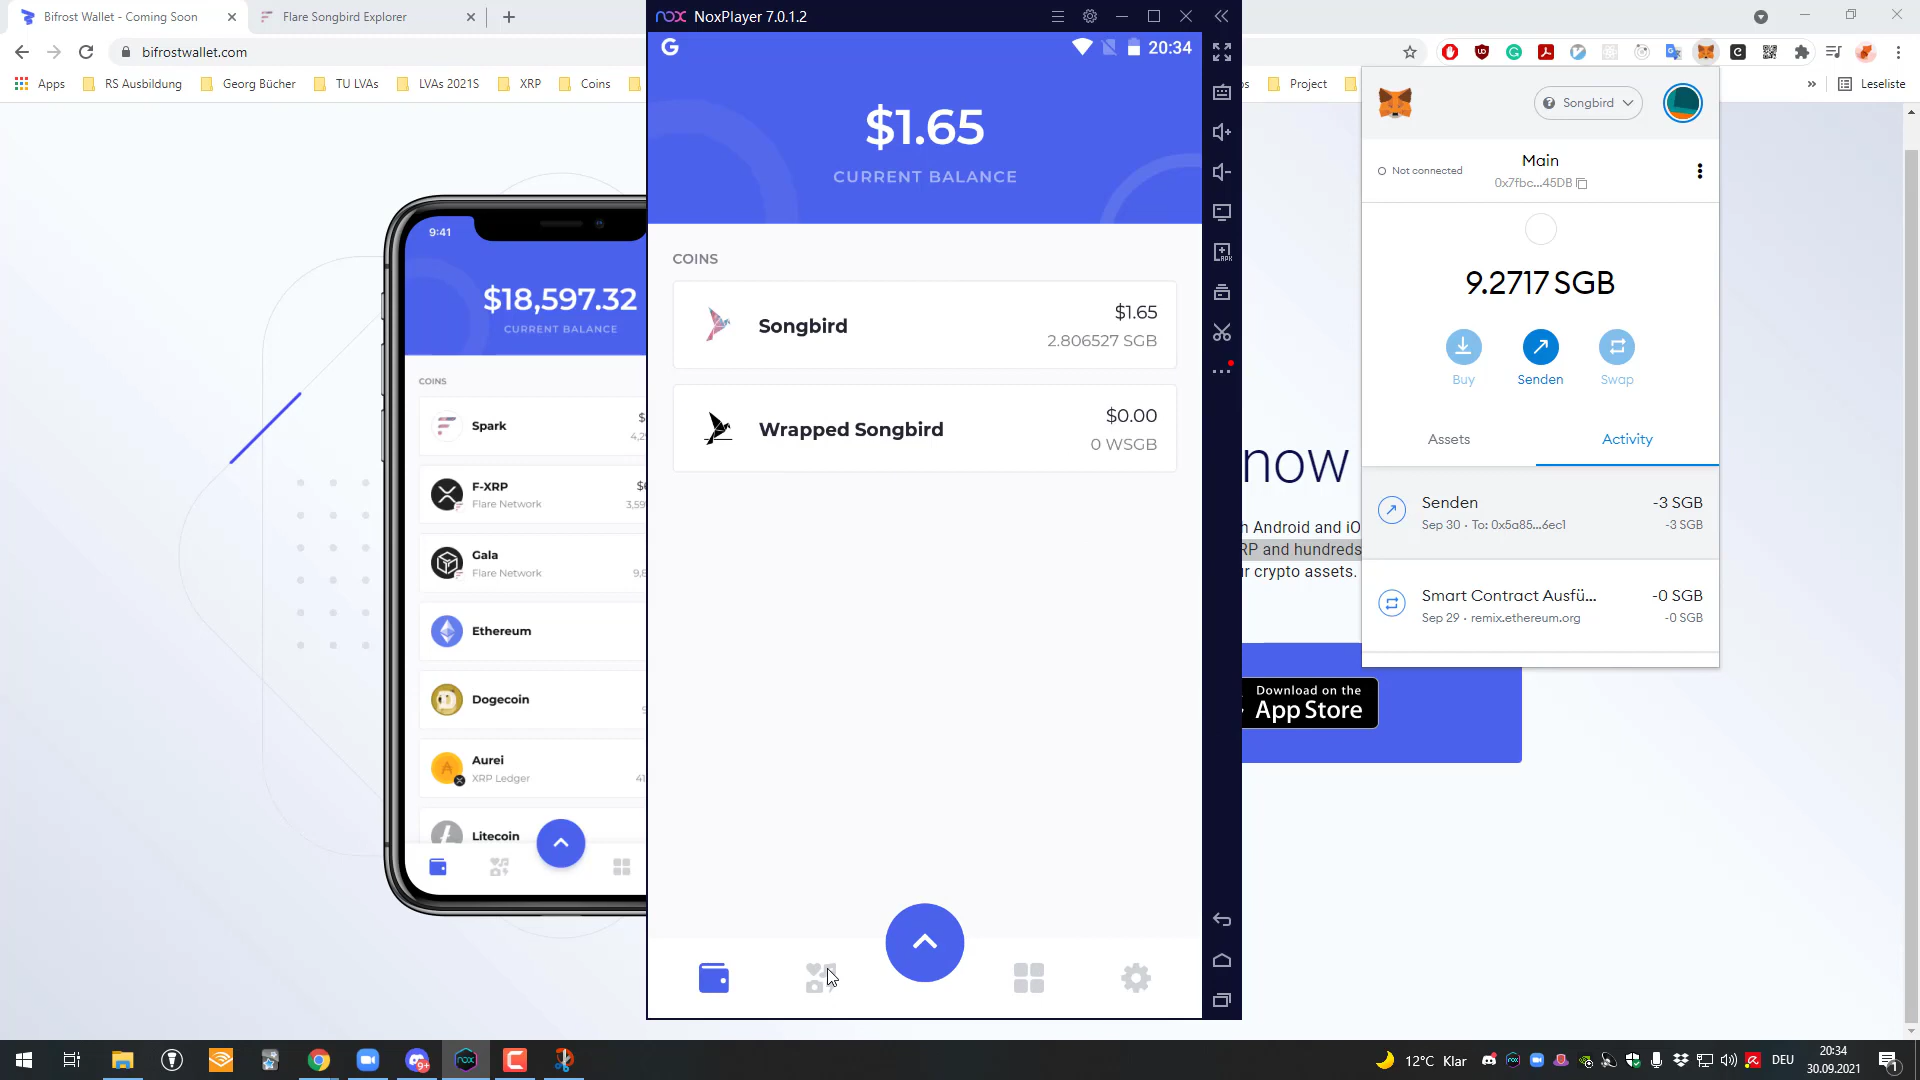 Bifrost Wallet - Coming Soon
Flare Songbird Explorer
bifrostwallet.com
Apps
RS Ausbildung
Georg Bücher
TU LVAs
LVAs 2021S
XRP
Coins
Project
Leseliste
nox NoxPlayer 7.0.1.2
20:34
$1.65
CURRENT BALANCE
COINS
Songbird
$1.65
2.806527 SGB
Wrapped Songbird
$0.00
0 WSGB
9:41
$18,597.32
CURRENT BALANCE
COINS
Spark
F-XRP
Flare Network
Gala
Flare Network
Ethereum
Dogecoin
Aurei
XRP Ledger
Litecoin
now
Android and iO
RP and hundreds
r crypto assets.
Download on the
App Store
Songbird
Not connected
Main
0x7fbc...45DB
9.2717 SGB
Buy
Senden
Swap
Assets
Activity
Senden
-3 SGB
Sep 30 · To: 0x5a85...6ec1
-3 SGB
Smart Contract Ausfü...
-0 SGB
Sep 29 · remix.ethereum.org
-0 SGB
12°C Klar
DEU
20:34
30.09.2021